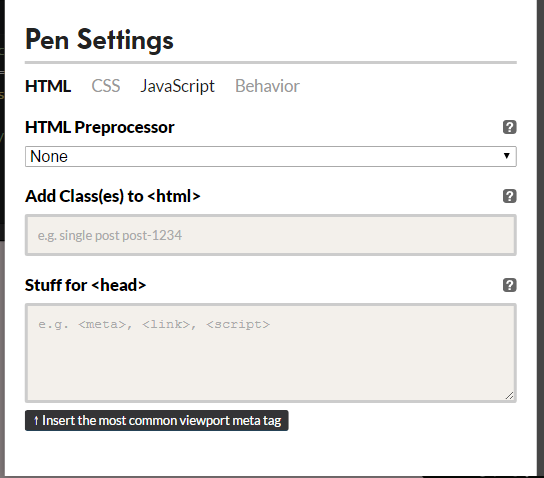 Pen Settings
HTML CSS JavaScript Behavior
HTML Preprocessor ?
None ▼
Add Class(es) to <html> ?
e.g. single post post-1234
Stuff for <head> ?
e.g. <meta>, <link>, <script>
↑ Insert the most common viewport meta tag